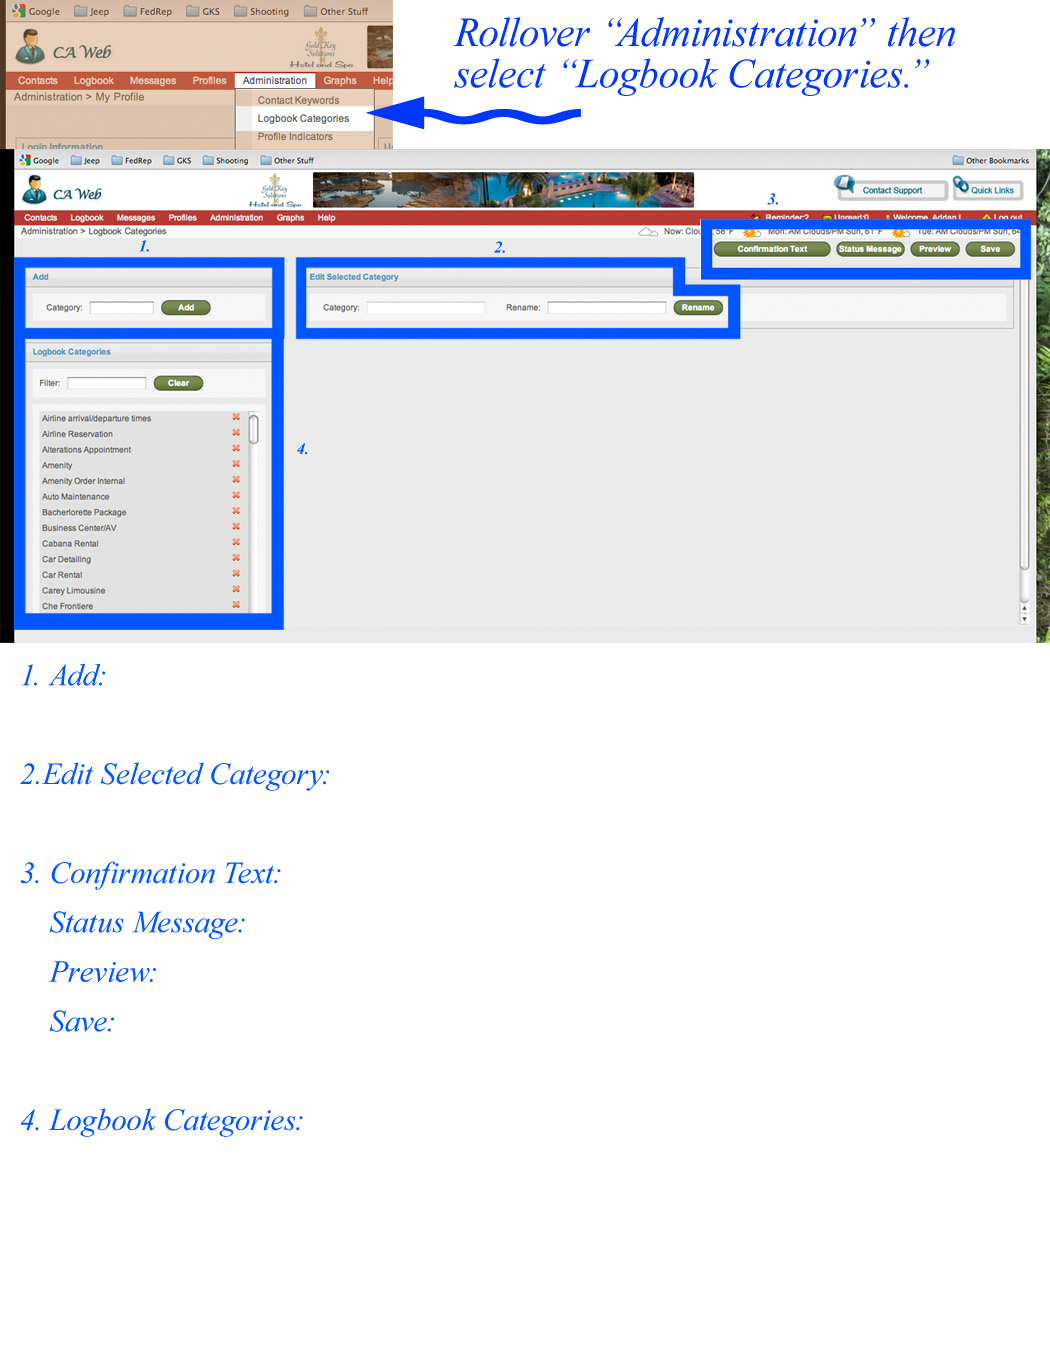 Google Jeep FedRep GKS Shooting Other Stuff
Rollover “Administration” then
select “Logbook Categories.”
CA Web
Gold Key
Solutions
Hotel and Spa
Contacts Logbook Messages Profiles Administration Graphs Help
Administration > My Profile
Contact Keywords
Logbook Categories
Profile Indicators
Login Information
Google Jeep FedRep GKS Shooting Other Stuff Other Bookmarks
CA Web
Gold Key
Solutions
Hotel and Spa
Contact Support Quick Links
3.
Contacts Logbook Messages Profiles Administration Graphs Help Reminder:2 Unread:0 Welcome, Adrian I Log out
Administration > Logbook Categories Now: 56°F Mon: AM Clouds/PM Sun, 61°F Tue: AM Clouds/PM Sun, 64
1. 2.
Confirmation Text Status Message Preview Save
Add Edit Selected Category
Category: Add Category: Rename: Rename
Logbook Categories
Filter: Clear
Airline arrival/departure times
Airline Reservation
Alterations Appointment
4.
Amenity
Amenity Order Internal
Auto Maintenance
Bacherlorette Package
Business Center/AV
Cabana Rental
Car Detailing
Car Rental
Carey Limousine
Che Frontiere
1. Add:
2.Edit Selected Category:
3. Confirmation Text:
Status Message:
Preview:
Save:
4. Logbook Categories: